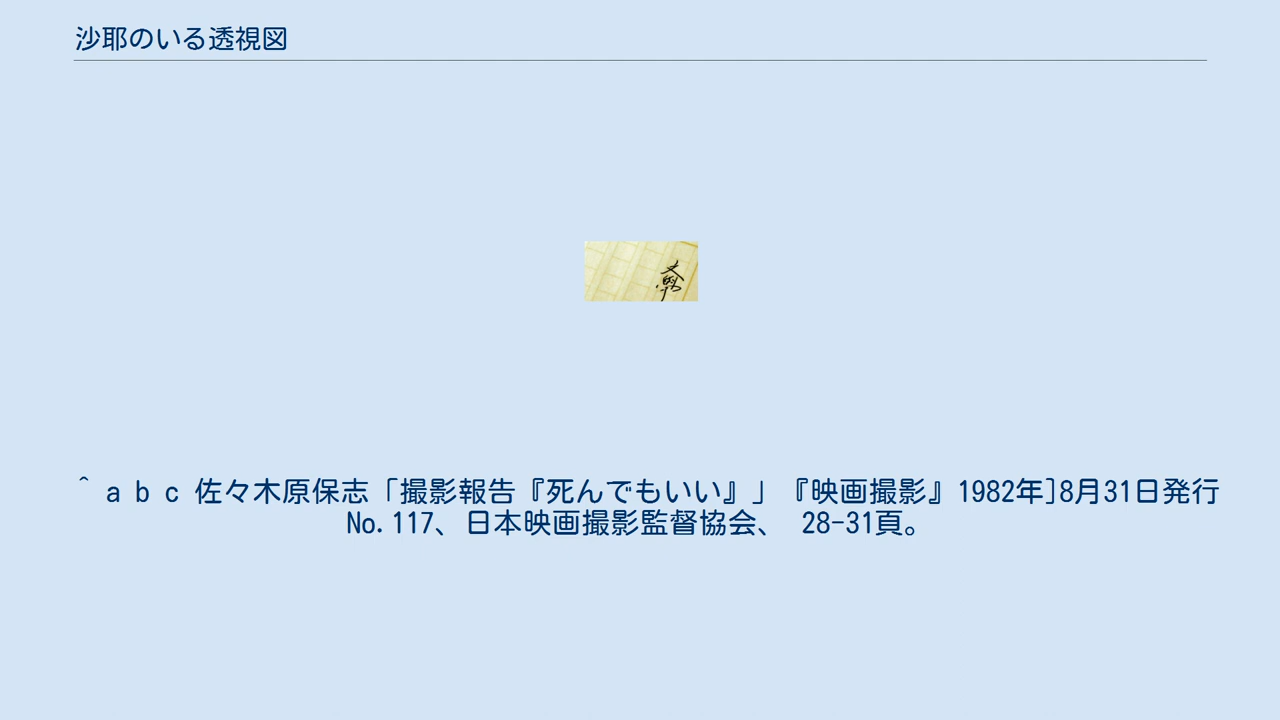 沙耶のいる透視図
^ a b c 佐々木原保志「撮影報告『死んでもいい』」『映画撮影』1982年]8月31日発行
No.117、日本映画撮影監督協会、 28-31頁。